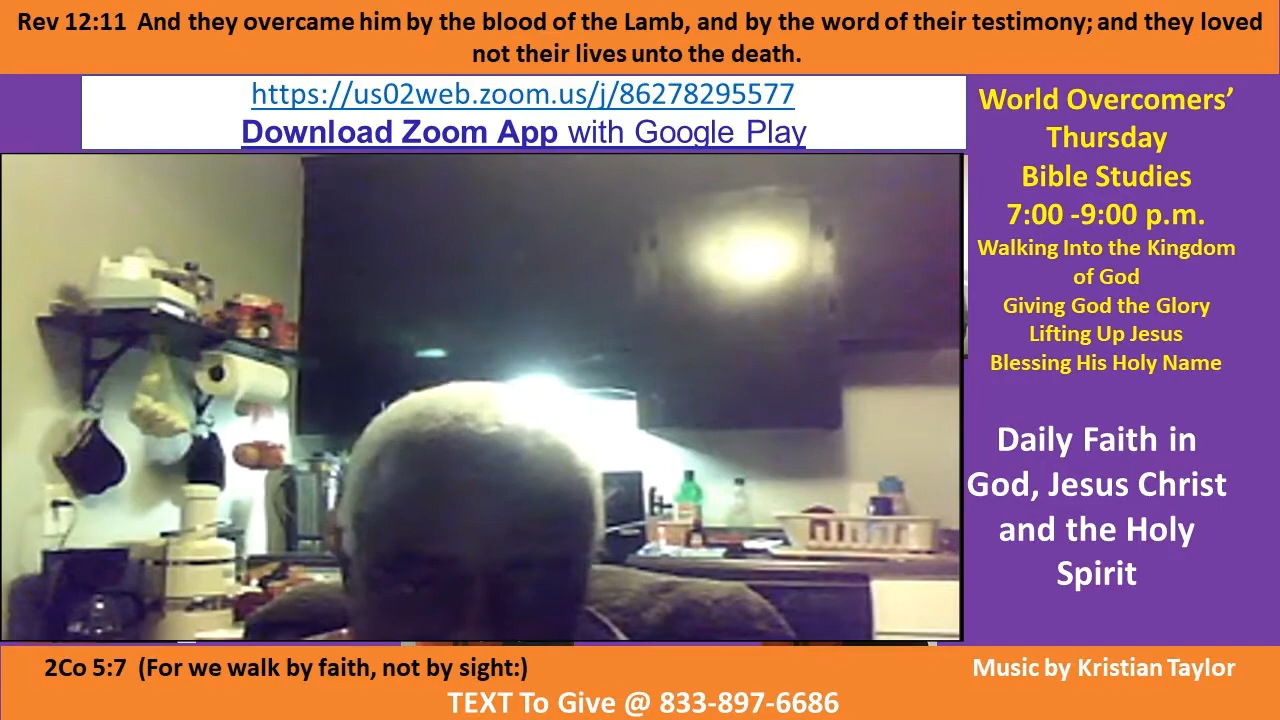 Rev 12:11  And they overcame him by the blood of the Lamb, and by the word of their testimony; and they loved
not their lives unto the death.
https://us02web.zoom.us/j/86278295577
Download Zoom App with Google Play
World Overcomers’
Thursday
Bible Studies
7:00 -9:00 p.m.
Walking Into the Kingdom
of God
Giving God the Glory
Lifting Up Jesus
Blessing His Holy Name
Daily Faith in
God, Jesus Christ
and the Holy
Spirit
2Co 5:7  (For we walk by faith, not by sight:)
Music by Kristian Taylor
TEXT To Give @ 833-897-6686